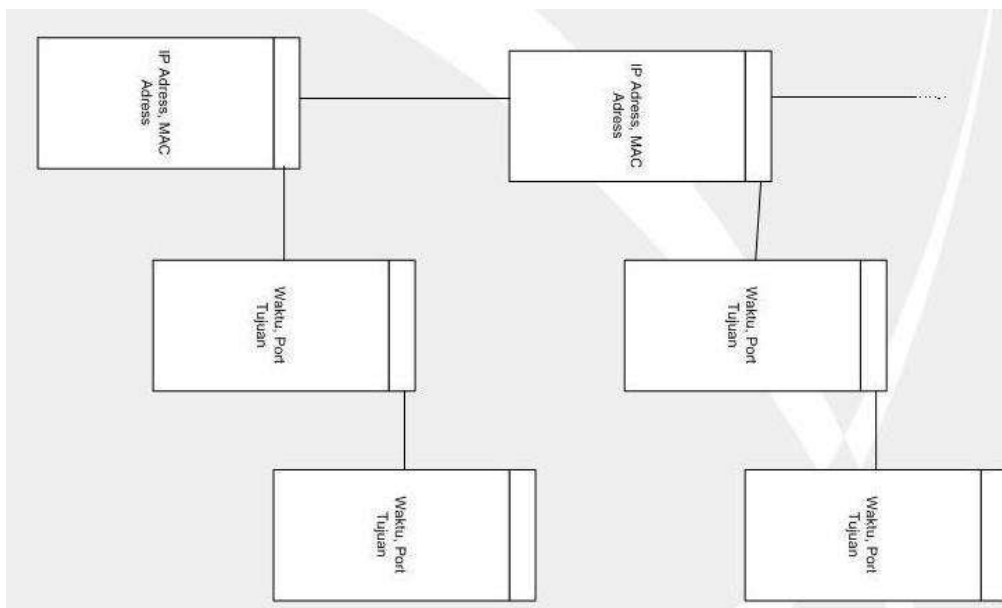 IP Adress, MAC
Adress
IP Adress, MAC
Adress
Waktu, Port
Tujuan
Waktu, Port
Tujuan
Waktu, Port
Tujuan
Waktu, Port
Tujuan